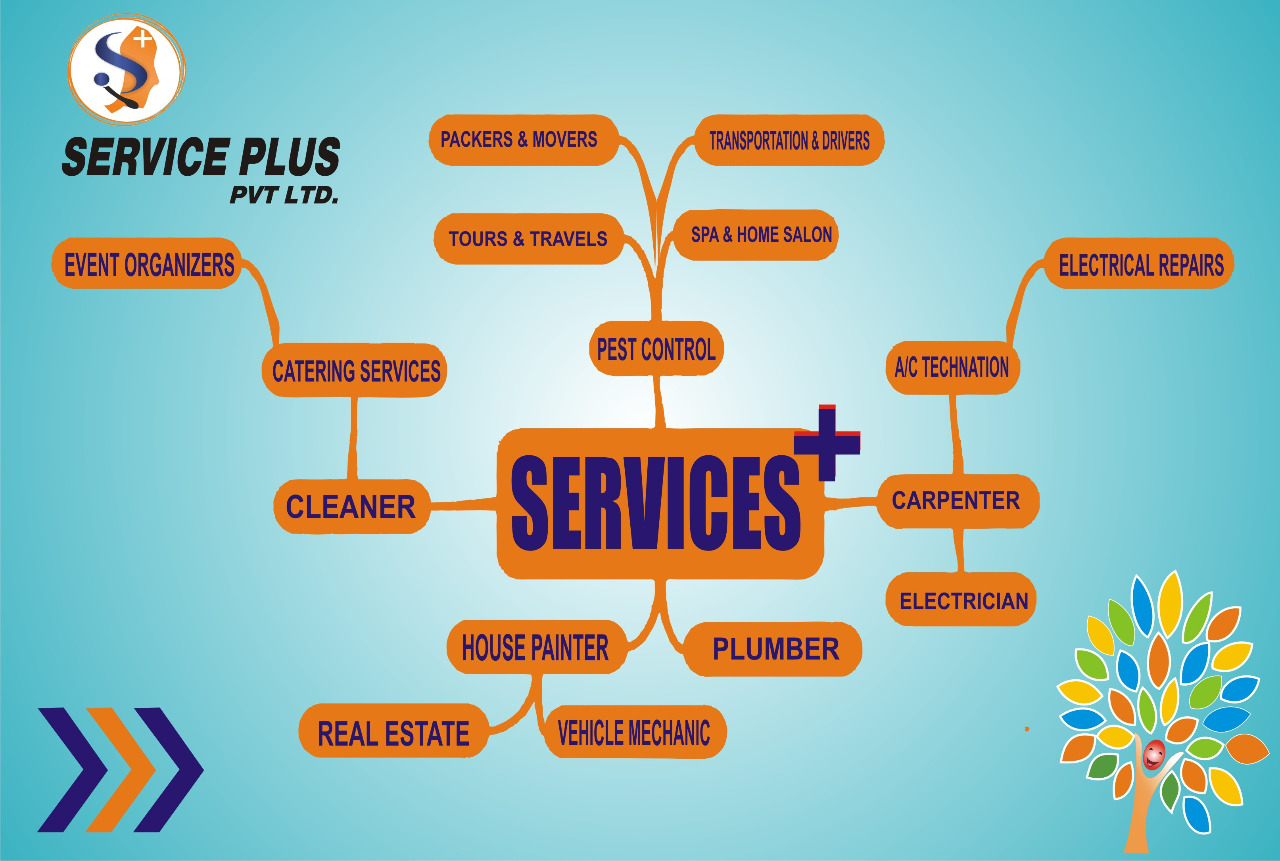 SERVICE PLUS
PVT LTD.
PACKERS & MOVERS
TRANSPORTATION & DRIVERS
TOURS & TRAVELS
SPA & HOME SALON
EVENT ORGANIZERS
ELECTRICAL REPAIRS
PEST CONTROL
CATERING SERVICES
A/C TECHNATION
SERVICES+
CLEANER
CARPENTER
ELECTRICIAN
HOUSE PAINTER
PLUMBER
REAL ESTATE
VEHICLE MECHANIC